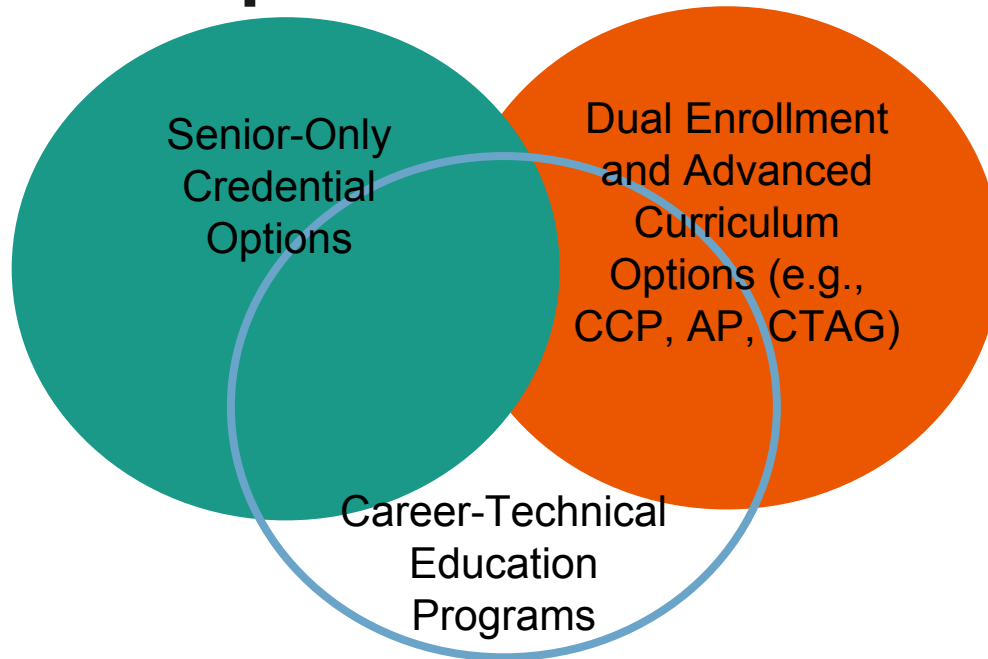 Senior-Only
Credential
Options
Dual Enrollment
and Advanced
Curriculum
Options (e.g.,
CCP, AP, CTAG)
Career-Technical
Education
Programs